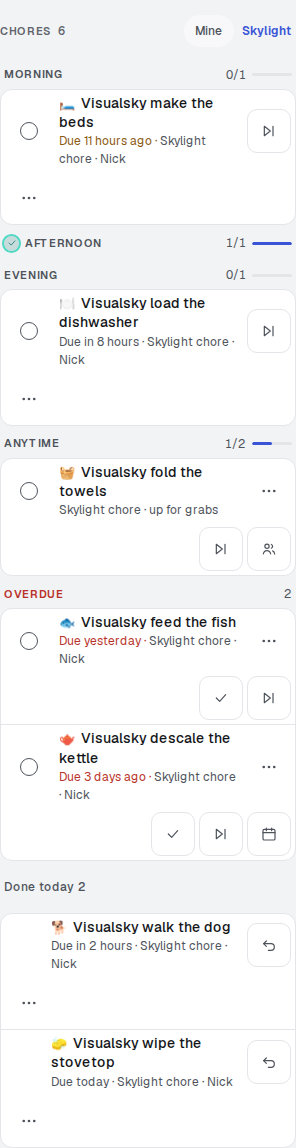 CHORES 6
Mine
Skylight
MORNING 0/1
🛏️ Visualsky make the
beds
Due 11 hours ago · Skylight
chore · Nick
AFTERNOON 1/1
EVENING 0/1
🍽️ Visualsky load the
dishwasher
Due in 8 hours · Skylight chore ·
Nick
ANYTIME 1/2
🧺 Visualsky fold the
towels
Skylight chore · up for grabs
OVERDUE 2
🐟 Visualsky feed the fish
Due yesterday · Skylight chore ·
Nick
🫖 Visualsky descale the
kettle
Due 3 days ago · Skylight chore
· Nick
Done today 2
🐕 Visualsky walk the dog
Due in 2 hours · Skylight chore ·
Nick
🧽 Visualsky wipe the
stovetop
Due today · Skylight chore · Nick